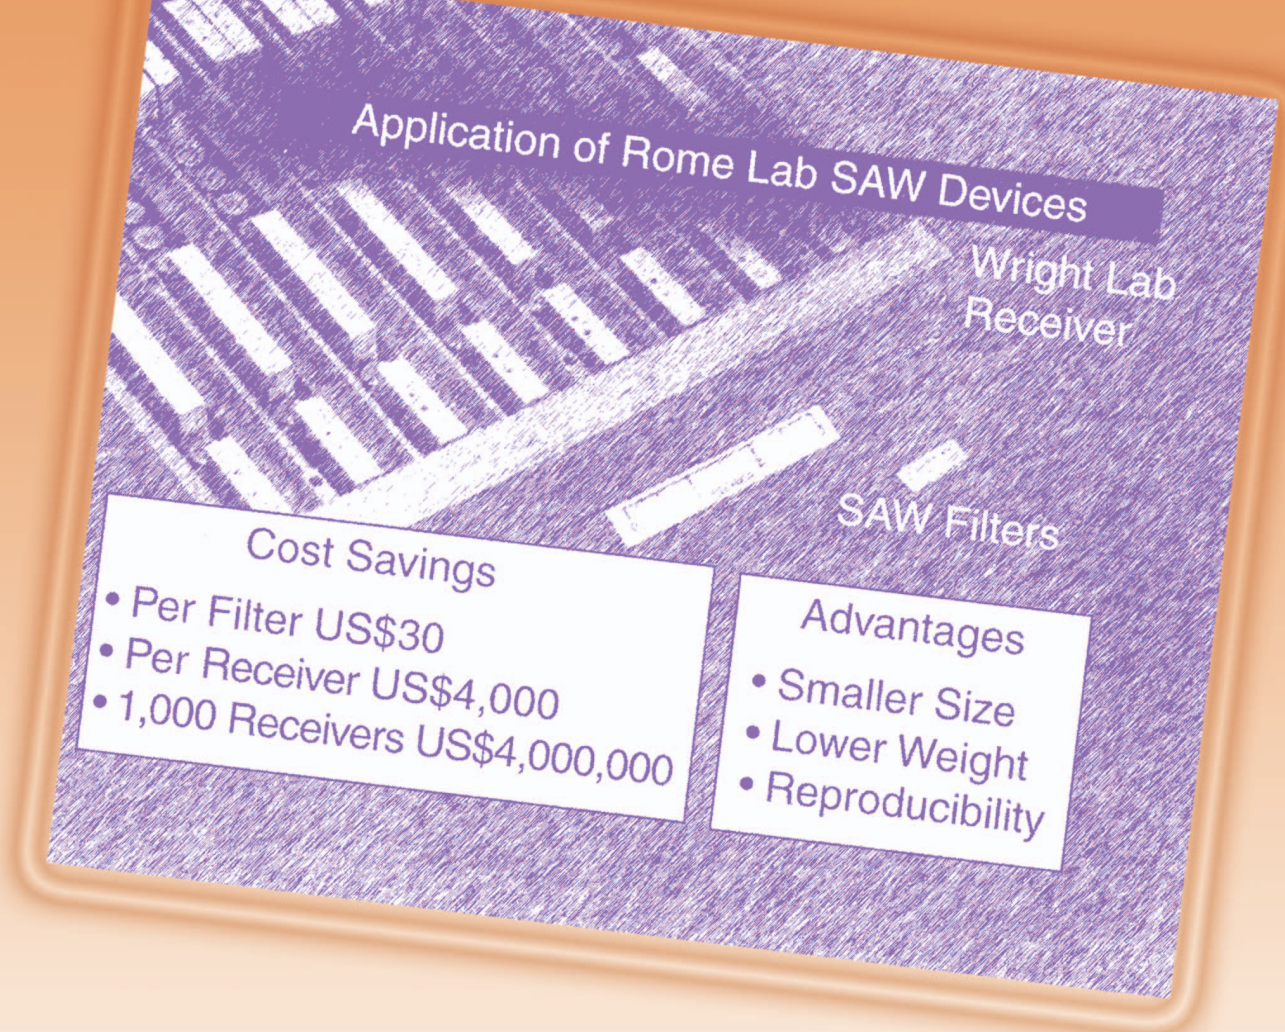 Application of Rome Lab SAW Devices
Wright Lab
Receiver
SAW Filters
Cost Savings
• Per Filter US$30
• Per Receiver US$4,000
• 1,000 Receivers US$4,000,000
Advantages
• Smaller Size
• Lower Weight
• Reproducibility